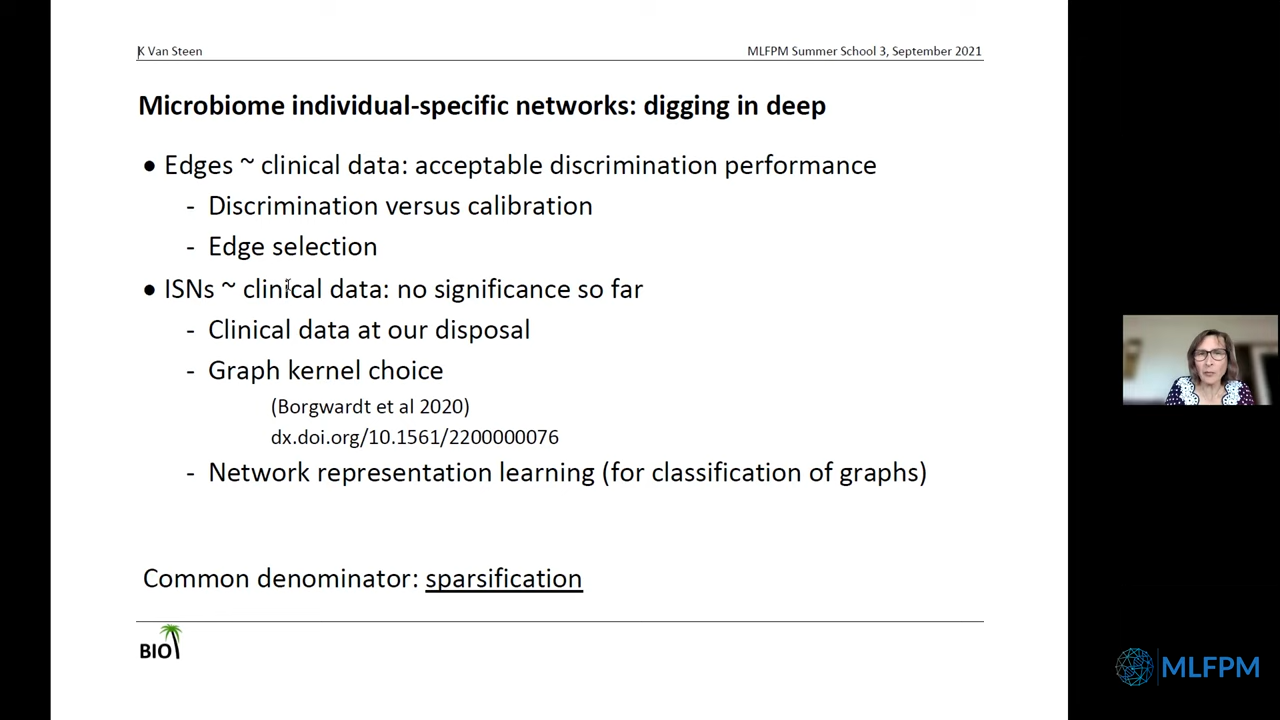 K Van Steen
MLFPM Summer School 3, September 2021
Microbiome individual-specific networks: digging in deep
• Edges ~ clinical data: acceptable discrimination performance
- Discrimination versus calibration
- Edge selection
• ISNs ~ clinical data: no significance so far
- Clinical data at our disposal
- Graph kernel choice
(Borgwardt et al 2020)
dx.doi.org/10.1561/2200000076
- Network representation learning (for classification of graphs)
Common denominator: sparsification
BIO
MLFPM